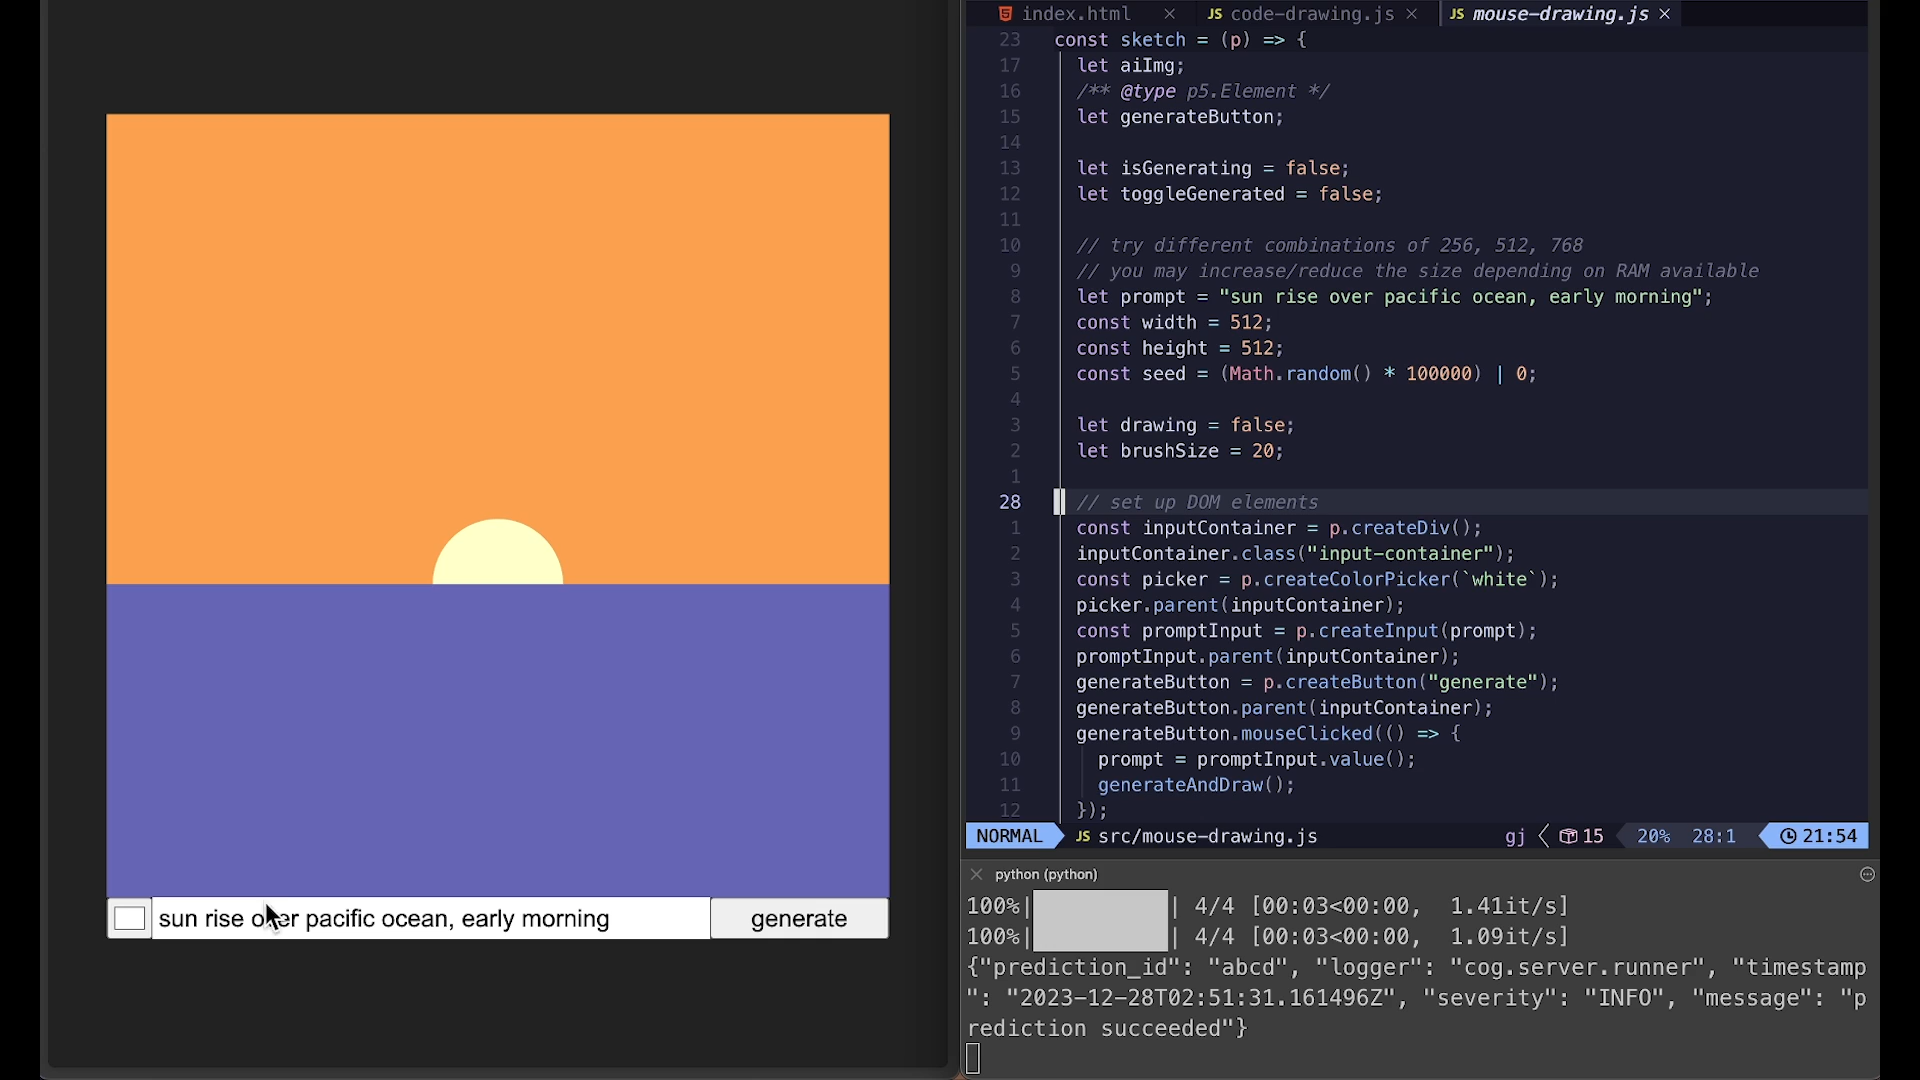 sun rise over pacific ocean, early morning
generate
index.html ×
JS code-drawing.js ×
JS mouse-drawing.js ×
23 const sketch = (p) => {
17 let aiImg;
16 /** @type p5.Element */
15 let generateButton;
14
13 let isGenerating = false;
12 let toggleGenerated = false;
11
10 // try different combinations of 256, 512, 768
9 // you may increase/reduce the size depending on RAM available
8 let prompt = "sun rise over pacific ocean, early morning";
7 const width = 512;
6 const height = 512;
5 const seed = (Math.random() * 100000) | 0;
4
3 let drawing = false;
2 let brushSize = 20;
1
28 // set up DOM elements
1 const inputContainer = p.createDiv();
2 inputContainer.class("input-container");
3 const picker = p.createColorPicker(`white`);
4 picker.parent(inputContainer);
5 const promptInput = p.createInput(prompt);
6 promptInput.parent(inputContainer);
7 generateButton = p.createButton("generate");
8 generateButton.parent(inputContainer);
9 generateButton.mouseClicked(() => {
10 prompt = promptInput.value();
11 generateAndDraw();
12 });
NORMAL JS src/mouse-drawing.js gj 15 20% 28:1 21:54
python (python)
100%| | 4/4 [00:03<00:00, 1.41it/s]
100%| | 4/4 [00:03<00:00, 1.09it/s]
{"prediction_id": "abcd", "logger": "cog.server.runner", "timestamp
": "2023-12-28T02:51:31.161496Z", "severity": "INFO", "message": "p
rediction succeeded"}